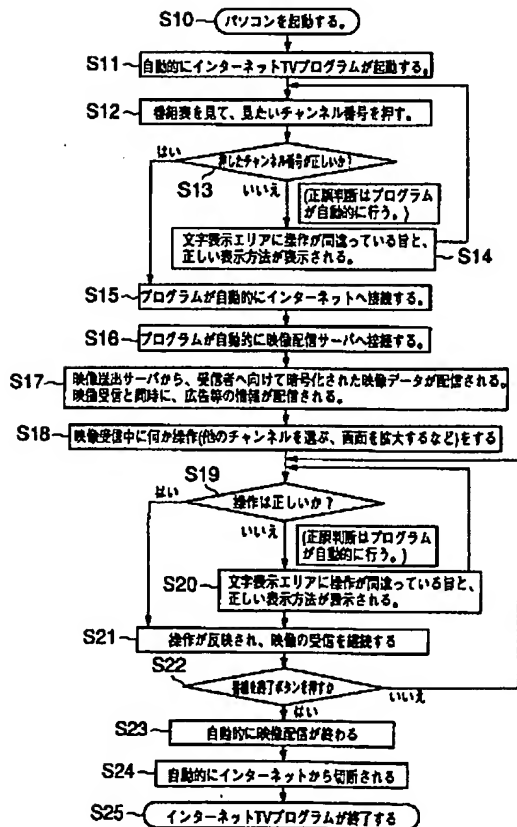 S10 パソコンを起動する。
S11 自動的にインターネットTVプログラムが起動する。
S12 番組表を見て、見たいチャンネル番号を押す。
はい
押したチャンネル番号が正しいか?
S13
いいえ
(正誤判断はプログラム
が自動的に行う。)
文字表示エリアに操作が間違っている旨と、
正しい表示方法が表示される。
S14
S15 プログラムが自動的にインターネットへ接続する。
S16 プログラムが自動的に映像配信サーバへ接続する。
S17 映像送出サーバから、受信者へ向けて暗号化された映像データが配信される。
映像受信と同時に、広告等の情報が配信される。
S18 映像受信中に何か操作(他のチャンネルを選ぶ、画面を拡大するなど)をする
S19
はい
操作は正しいか?
いいえ
(正誤判断はプログラム
が自動的に行う。)
S20 文字表示エリアに操作が間違っている旨と、
正しい表示方法が表示される。
S21 操作が反映され、映像の受信を継続する
S22
を終了ボタンを押すか
いいえ
はい
S23 自動的に映像配信が終わる
S24 自動的にインターネットから切断される
S25 インターネットTVプログラムが終了する